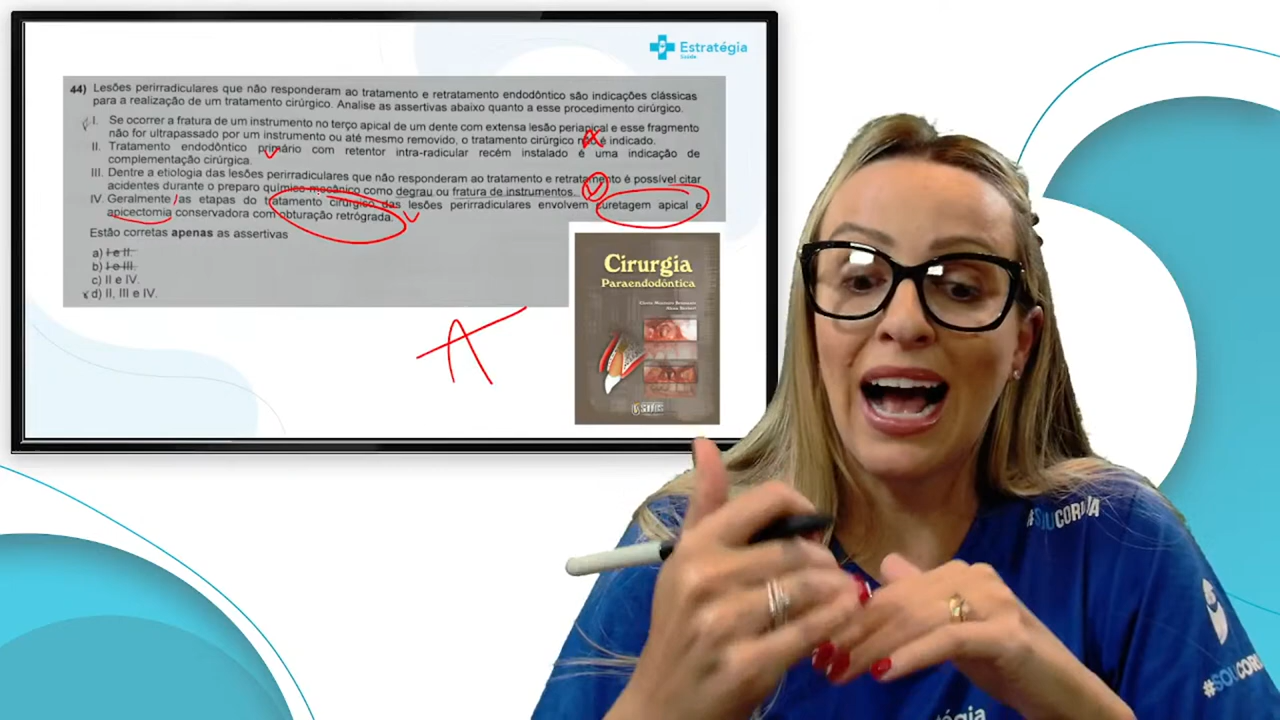 Estratégia
Saúde
44) Lesões perirradiculares que não responderam ao tratamento e retratamento endodôntico são indicações clássicas
para a realização de um tratamento cirúrgico. Analise as assertivas abaixo quanto a esse procedimento cirúrgico.
I. Se ocorrer a fratura de um instrumento no terço apical de um dente com extensa lesão periapical e esse fragmento
não for ultrapassado por um instrumento ou até mesmo removido, o tratamento cirúrgico não é indicado.
II. Tratamento endodôntico primário com retentor intra-radicular recém instalado é uma indicação de
complementação cirúrgica.
III. Dentre a etiologia das lesões perirradiculares que não responderam ao tratamento e retratamento é possível citar
acidentes durante o preparo químico mecânico como degrau ou fratura de instrumentos.
IV. Geralmente as etapas do tratamento cirúrgico das lesões perirradiculares envolvem curetagem apical e
apicectomia conservadora com obturação retrógrada.
Estão corretas apenas as assertivas
a) I e II.
b) I e III.
c) II e IV.
d) II, III e IV.
Cirurgia
Paraendodôntica
#SOUCORUJA
#SOUCORU
atégia